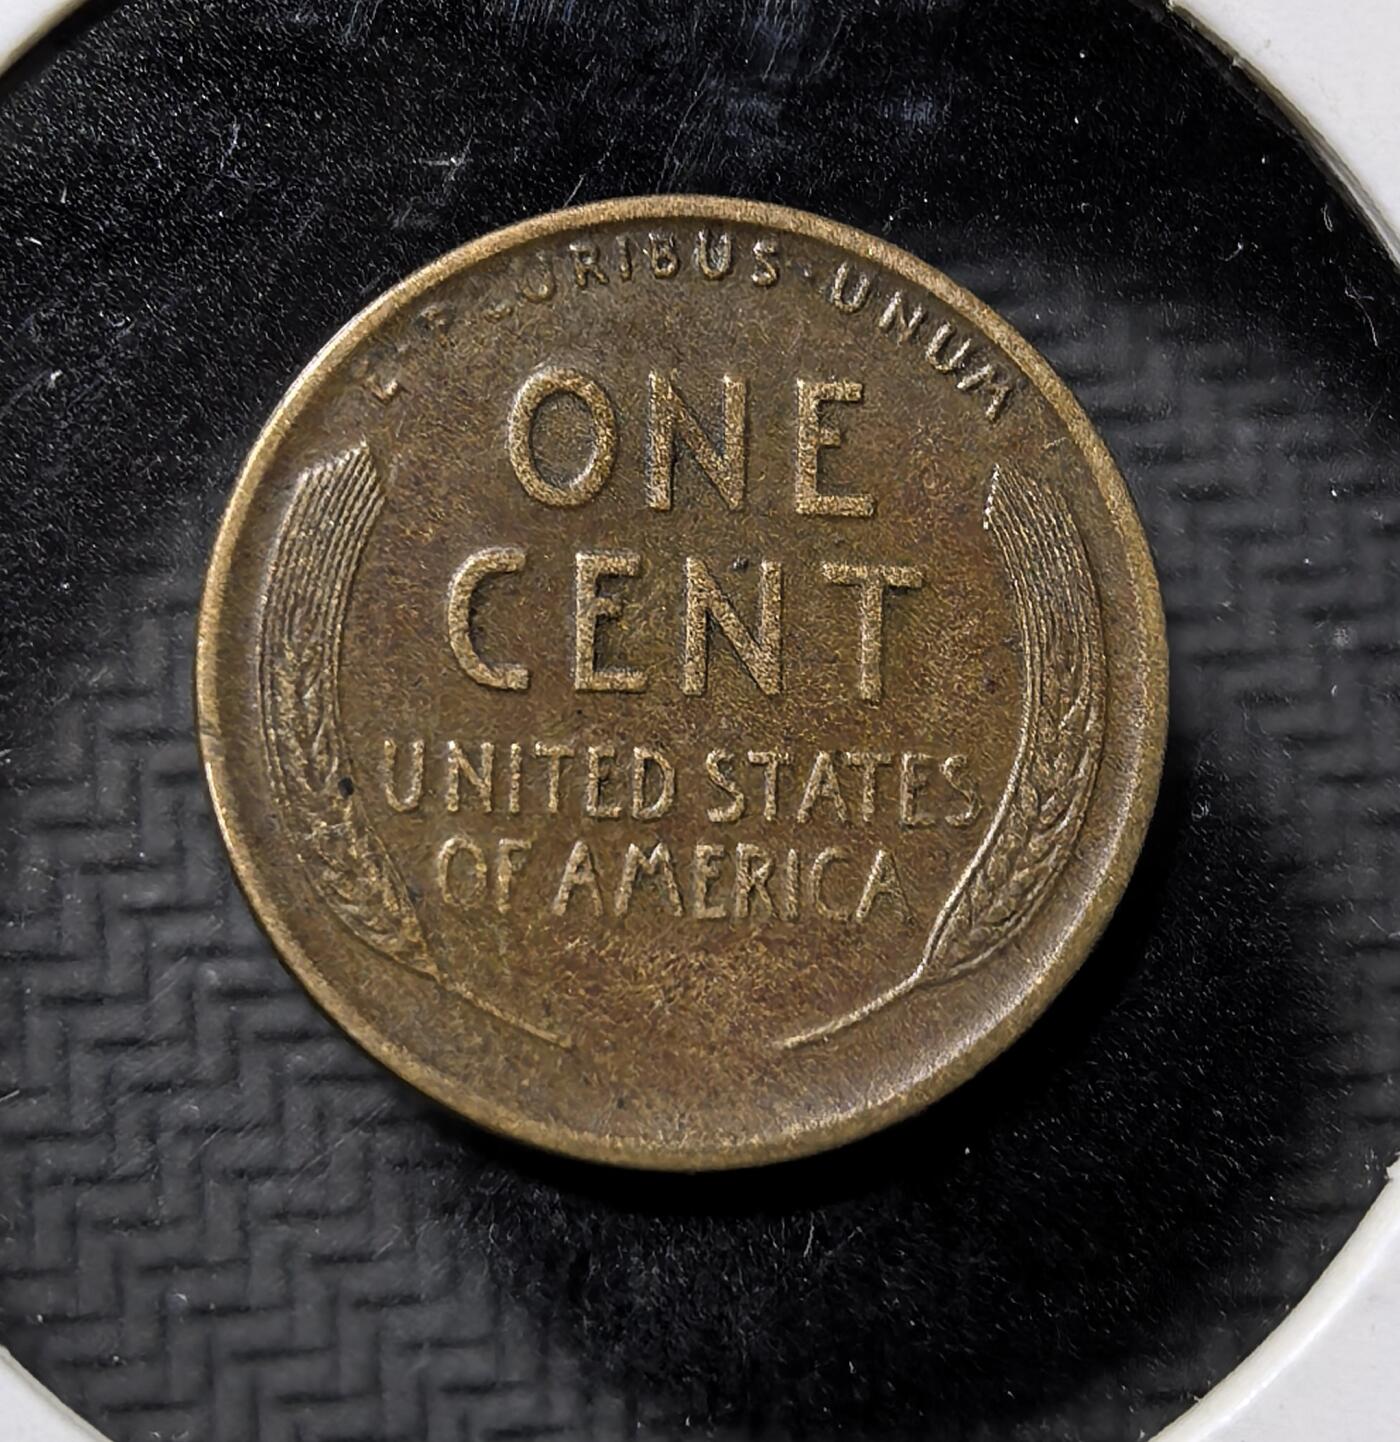 E PLURIBUS · UNUM
ONE
CENT
UNITED STATES
OF AMERICA